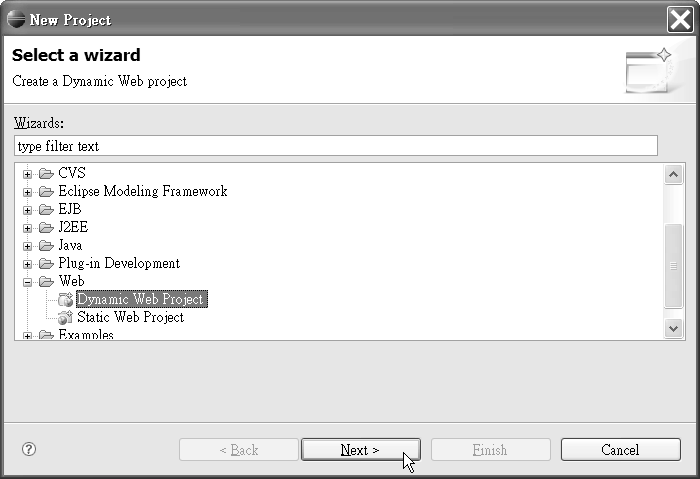 New Project
Select a wizard
Create a Dynamic Web project
Wizards:
type filter text
CVS
Eclipse Modeling Framework
EJB
J2EE
Java
Plug-in Development
Web
Dynamic Web Project
Static Web Project
Examples
< Back
Next >
Finish
Cancel